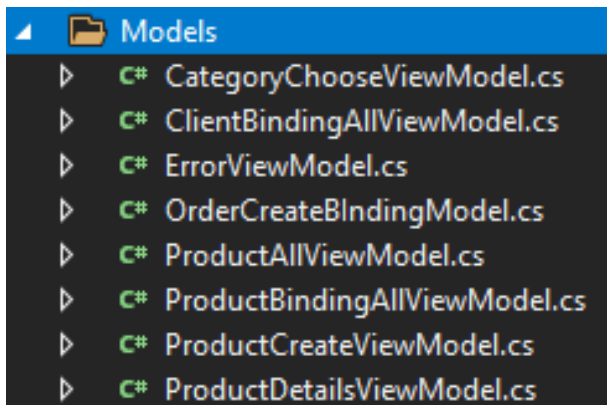 Models
C# CategoryChooseViewModel.cs
C# ClientBindingAllViewModel.cs
C# ErrorViewModel.cs
C# OrderCreateBIndingModel.cs
C# ProductAllViewModel.cs
C# ProductBindingAllViewModel.cs
C# ProductCreateViewModel.cs
C# ProductDetailsViewModel.cs